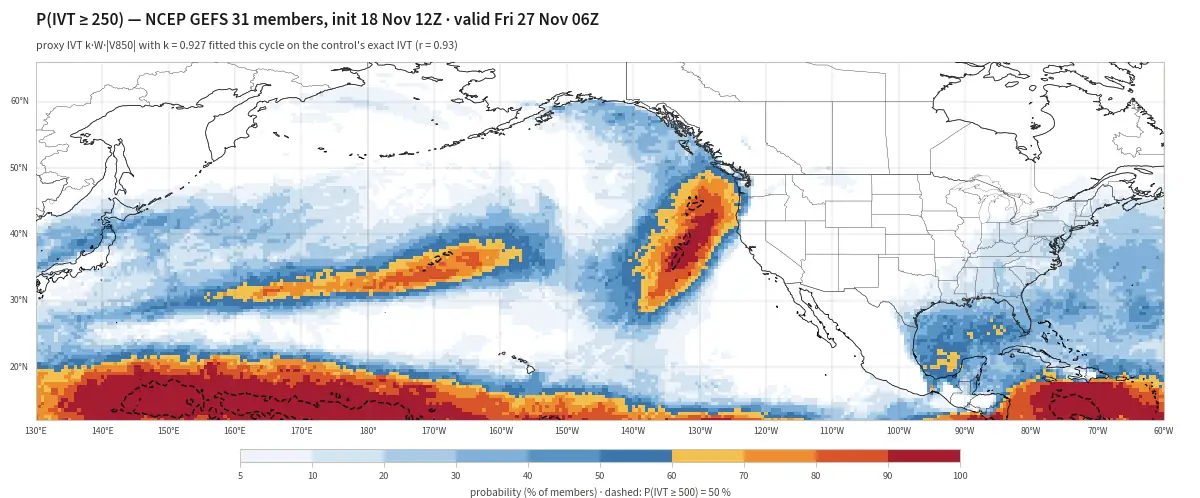 P(IVT ≥ 250) — NCEP GEFS 31 members, init 18 Nov 12Z · valid Fri 27 Nov 06Z
proxy IVT k·W·|V850| with k = 0.927 fitted this cycle on the control's exact IVT (r = 0.93)
60°N
50°N
40°N
30°N
20°N
130°E 140°E 150°E 160°E 170°E 180° 170°W 160°W 150°W 140°W 130°W 120°W 110°W 100°W 90°W 80°W 70°W 60°W
5 10 20 30 40 50 60 70 80 90 100
probability (% of members) · dashed: P(IVT ≥ 500) = 50 %